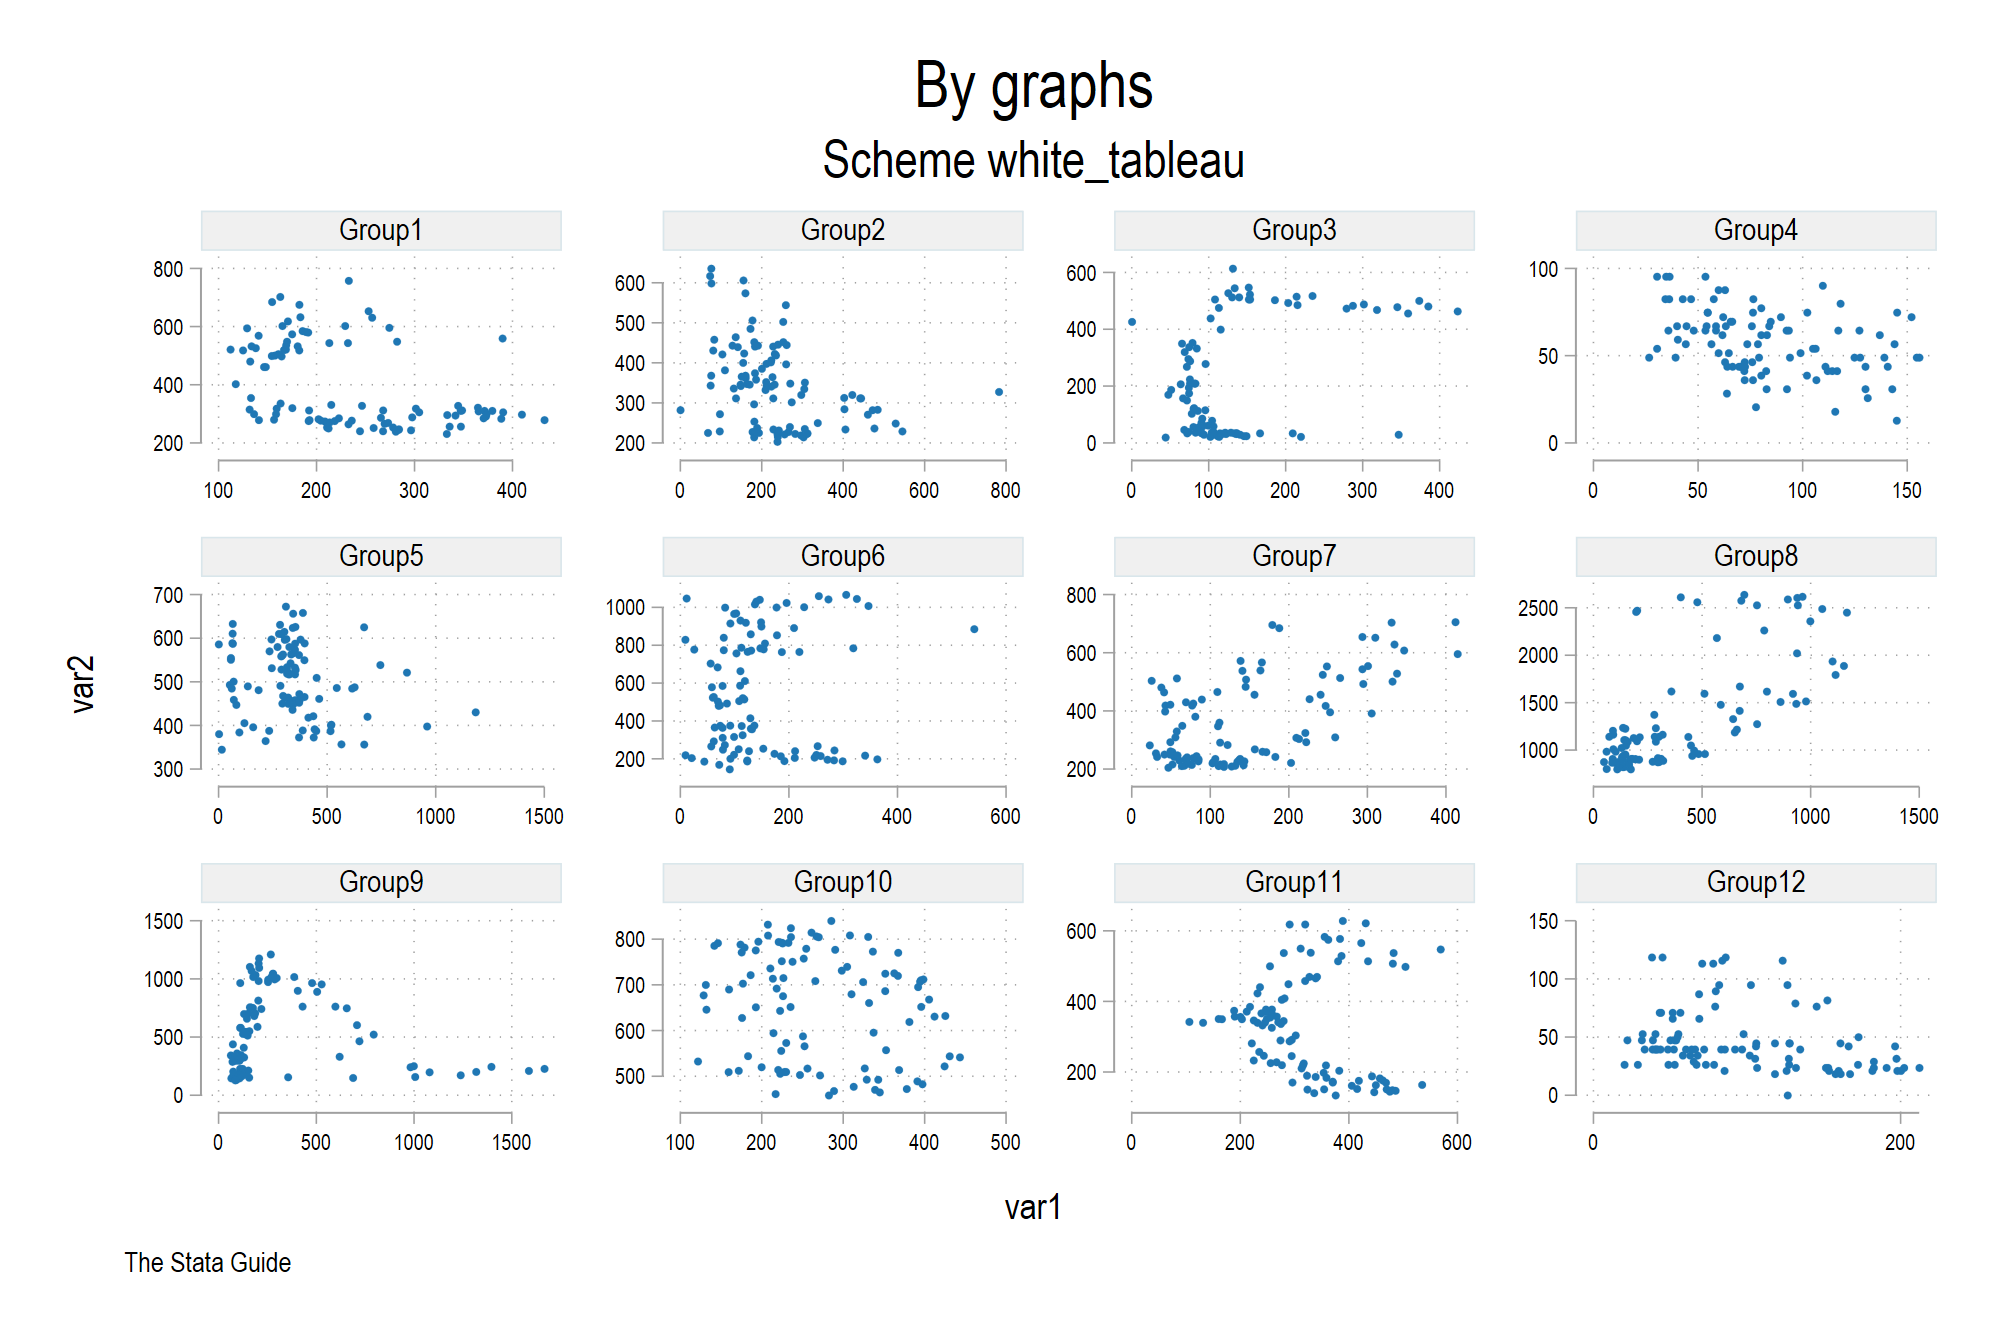 By graphs
Scheme white_tableau
Group1
Group2
Group3
Group4
800
600
400
200
100 200 300 400
600
500
400
300
200
0 200 400 600 800
600
400
200
0
0 100 200 300 400
100
50
0
0 50 100 150
Group5
Group6
Group7
Group8
700
600
500
400
300
0 500 1000 1500
1000
800
600
400
200
0 200 400 600
800
600
400
200
0 100 200 300 400
2500
2000
1500
1000
0 500 1000 1500
var2
Group9
Group10
Group11
Group12
1500
1000
500
0
0 500 1000 1500
800
700
600
500
100 200 300 400 500
600
400
200
0 200 400 600
150
100
50
0
0 200
var1
The Stata Guide